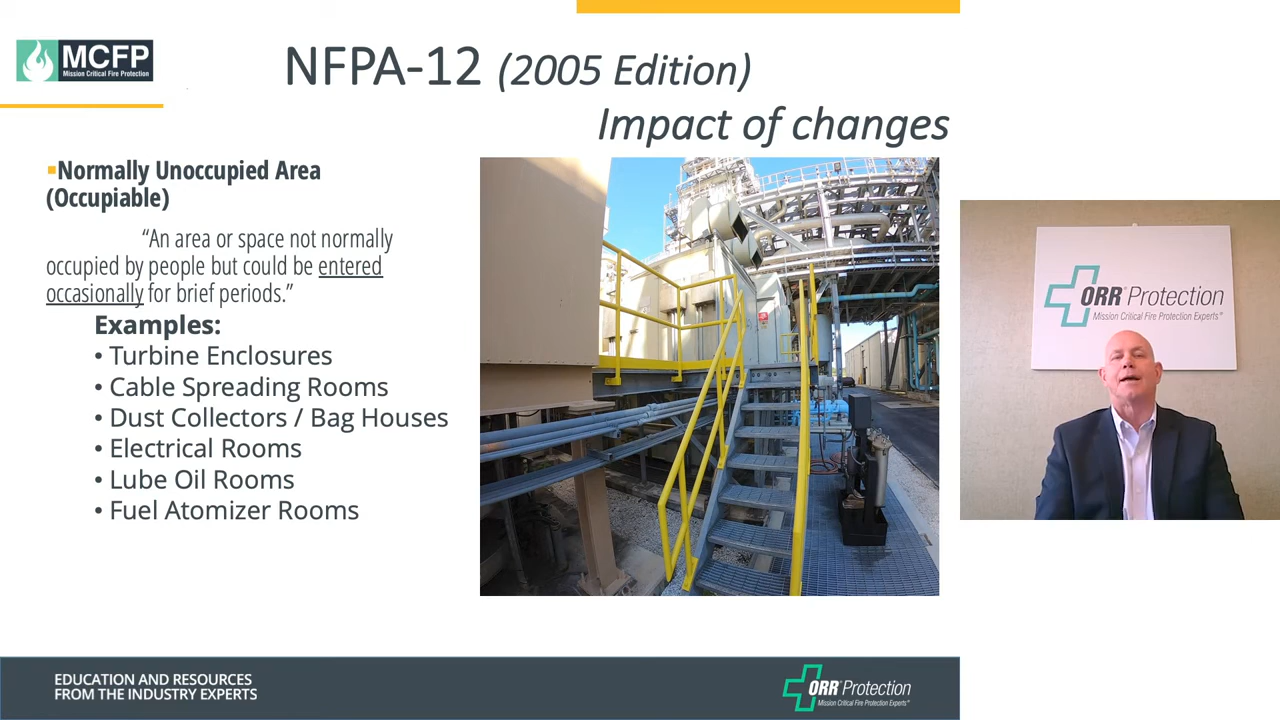 MCFP
Mission Critical Fire Protection
NFPA-12 (2005 Edition)
Impact of changes
▪Normally Unoccupied Area
(Occupiable)
“An area or space not normally
occupied by people but could be entered
occasionally for brief periods.”
Examples:
• Turbine Enclosures
• Cable Spreading Rooms
• Dust Collectors / Bag Houses
• Electrical Rooms
• Lube Oil Rooms
• Fuel Atomizer Rooms
ORR® Protection
Mission Critical Fire Protection Experts®
EDUCATION AND RESOURCES
FROM THE INDUSTRY EXPERTS
ORR® Protection
Mission Critical Fire Protection Experts®